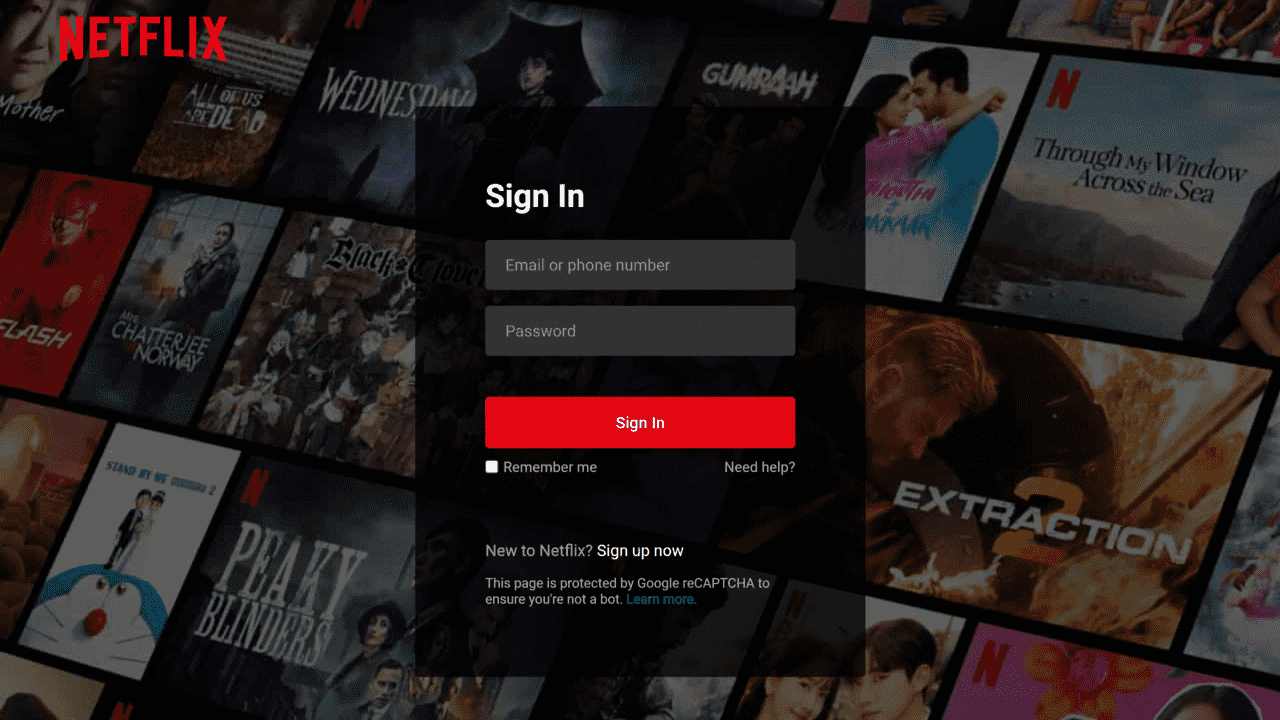 NETFLIX
Mother
ALL OF US
ARE DEAD
WEDNESDAY
GUMRAAH
THROUGH MY WINDOW
ACROSS THE SEA
FLASH
Mrs.
CHATTERJEE
NORWAY
Black Clover
STAND BY ME
2
PEAKY
BLINDERS
EXTRACTION
2
Sign In
Email or phone number
Password
Sign In
Remember me
Need help?
New to Netflix? Sign up now
This page is protected by Google reCAPTCHA to
ensure you're not a bot. Learn more.